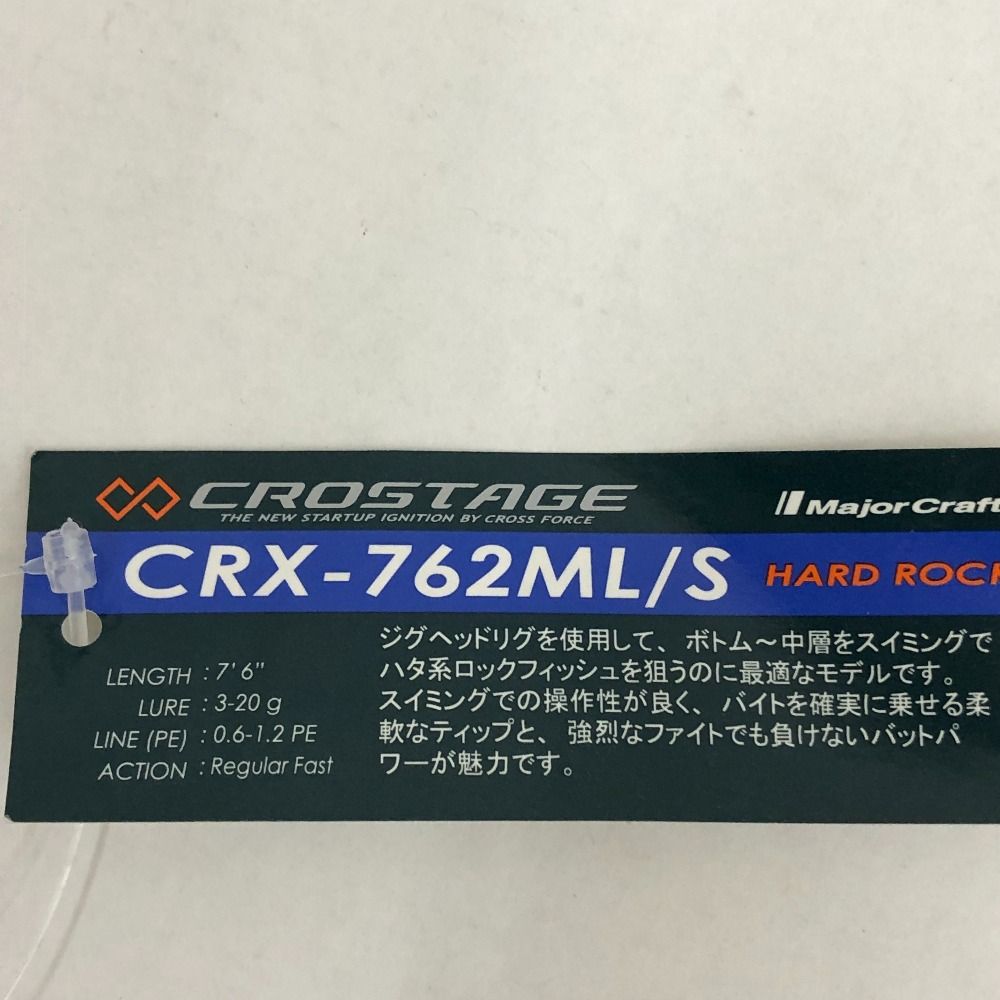 CROSTAGE
THE NEW STARTUP IGNITION BY CROSS FORCE
MajorCraft
CRX-762ML/S
HARD ROCK
LENGTH : 7'6"
LURE : 3-20 g
LINE (PE) : 0.6-1.2 PE
ACTION : Regular Fast
ジグヘッドリグを使用して、ボトム～中層をスイミングで
ハタ系ロックフィッシュを狙うのに最適なモデルです。
スイミングでの操作性が良く、バイトを確実に乗せる柔
軟なティップと、強烈なファイトでも負けないバットパ
ワーが魅力です。